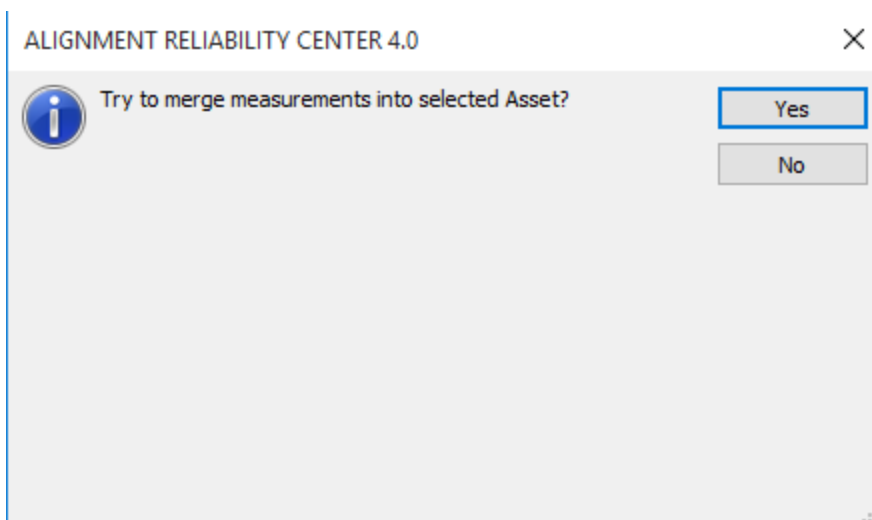 ALIGNMENT RELIABILITY CENTER 4.0
Try to merge measurements into selected Asset?
Yes
No